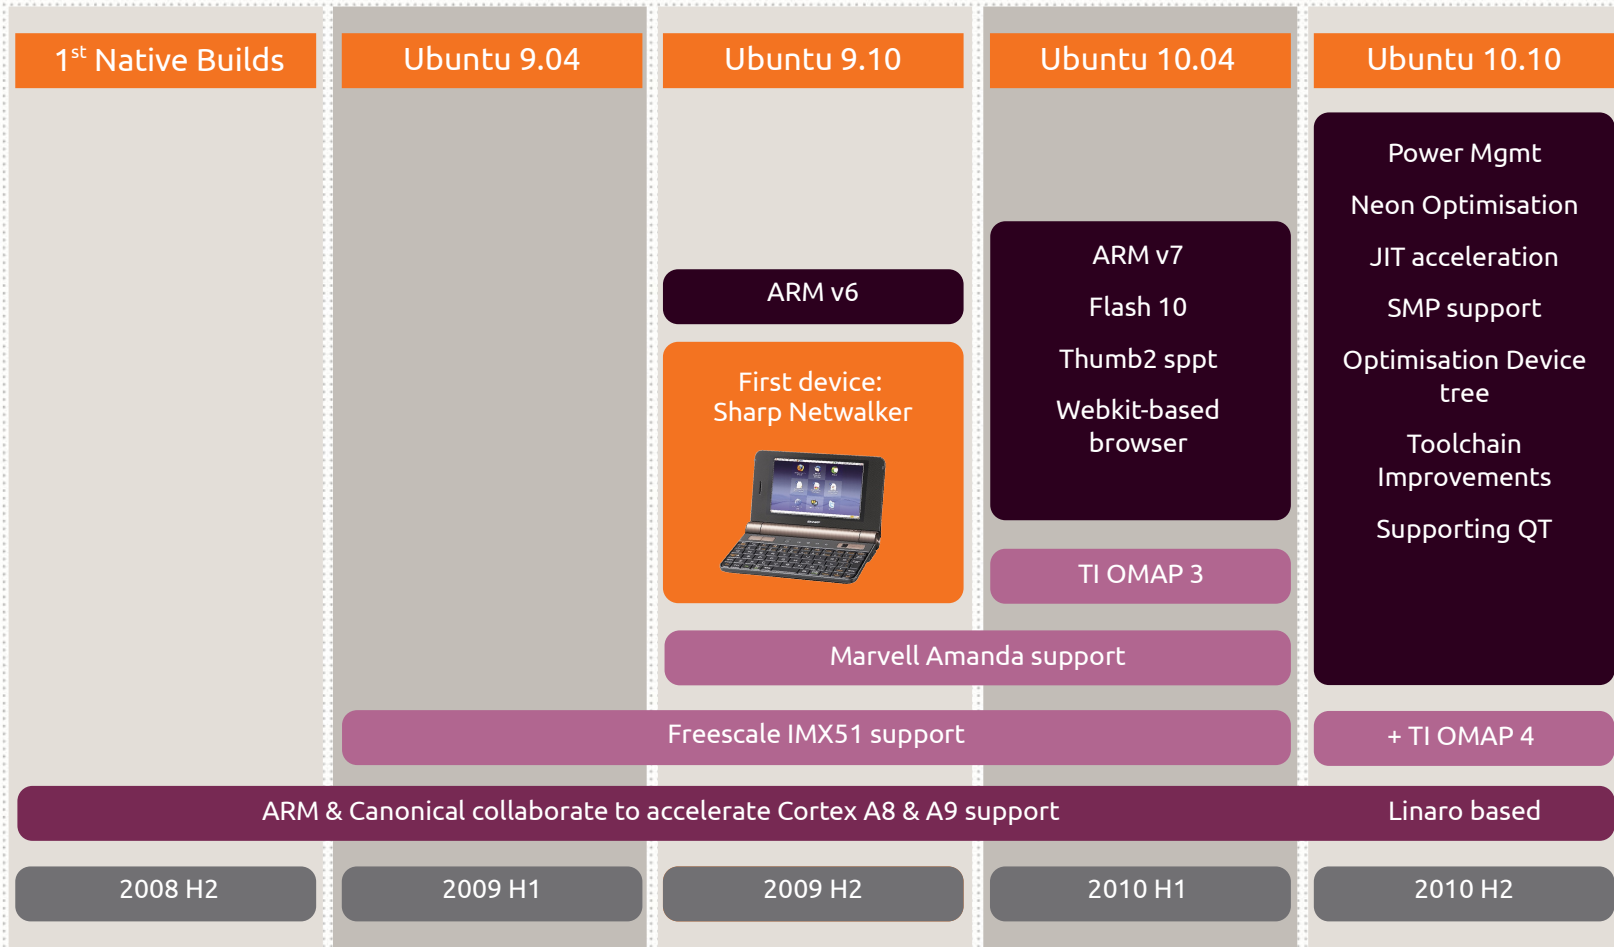 1st Native Builds
Ubuntu 9.04
Ubuntu 9.10
Ubuntu 10.04
Ubuntu 10.10
ARM v6
First device:
Sharp Netwalker
ARM v7
Flash 10
Thumb2 sppt
Webkit-based
browser
Power Mgmt
Neon Optimisation
JIT acceleration
SMP support
Optimisation Device
tree
Toolchain
Improvements
Supporting QT
TI OMAP 3
Marvell Amanda support
Freescale IMX51 support
+ TI OMAP 4
ARM & Canonical collaborate to accelerate Cortex A8 & A9 support
Linaro based
2008 H2
2009 H1
2009 H2
2010 H1
2010 H2